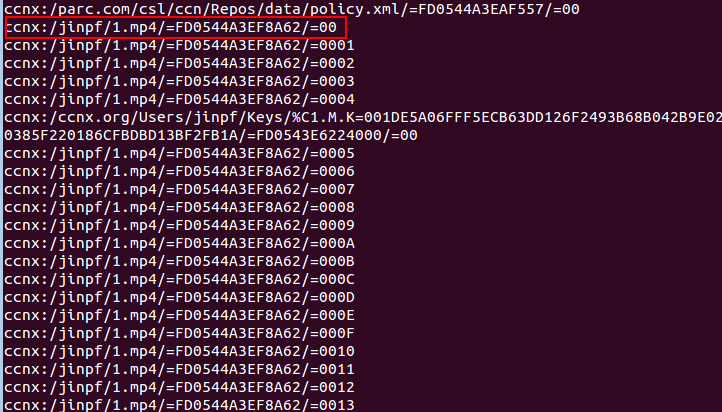 ccnx:/parc.com/csl/ccn/Repos/data/policy.xml/=FD0544A3EAF557/=00
ccnx:/jinpf/1.mp4/=FD0544A3EF8A62/=00
ccnx:/jinpf/1.mp4/=FD0544A3EF8A62/=0001
ccnx:/jinpf/1.mp4/=FD0544A3EF8A62/=0002
ccnx:/jinpf/1.mp4/=FD0544A3EF8A62/=0003
ccnx:/jinpf/1.mp4/=FD0544A3EF8A62/=0004
ccnx:/ccnx.org/Users/jinpf/Keys/%C1.M.K=001DE5A06FFF5ECB63DD126F2493B68B042B9E02
0385F220186CFBDBD13BF2FB1A/=FD0543E6224000/=00
ccnx:/jinpf/1.mp4/=FD0544A3EF8A62/=0005
ccnx:/jinpf/1.mp4/=FD0544A3EF8A62/=0006
ccnx:/jinpf/1.mp4/=FD0544A3EF8A62/=0007
ccnx:/jinpf/1.mp4/=FD0544A3EF8A62/=0008
ccnx:/jinpf/1.mp4/=FD0544A3EF8A62/=0009
ccnx:/jinpf/1.mp4/=FD0544A3EF8A62/=000A
ccnx:/jinpf/1.mp4/=FD0544A3EF8A62/=000B
ccnx:/jinpf/1.mp4/=FD0544A3EF8A62/=000C
ccnx:/jinpf/1.mp4/=FD0544A3EF8A62/=000D
ccnx:/jinpf/1.mp4/=FD0544A3EF8A62/=000E
ccnx:/jinpf/1.mp4/=FD0544A3EF8A62/=000F
ccnx:/jinpf/1.mp4/=FD0544A3EF8A62/=0010
ccnx:/jinpf/1.mp4/=FD0544A3EF8A62/=0011
ccnx:/jinpf/1.mp4/=FD0544A3EF8A62/=0012
ccnx:/jinpf/1.mp4/=FD0544A3EF8A62/=0013